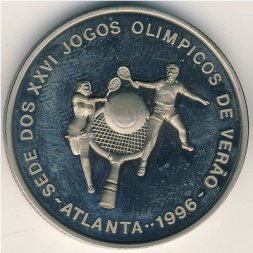 SEDE DOS XXVI JOGOS OLIMPICOS DE VERÃO
-ATLANTA··1996-